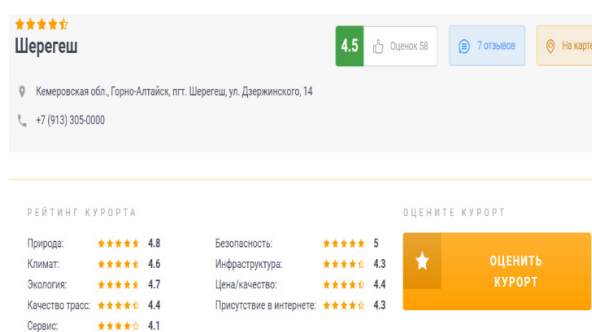 Шерегеш
4.5 Оценок 58 7 отзывов На карте
Кемеровская обл., Горно-Алтайск, пгт. Шерегеш, ул. Дзержинского, 14
+7 (913) 305-0000
РЕЙТИНГ КУРОРТА
Природа: 4.8
Климат: 4.6
Экология: 4.7
Качество трасс: 4.4
Сервис: 4.1
Безопасность: 5
Инфраструктура: 4.3
Цена/качество: 4.4
Присутствие в интернете: 4.3
ОЦЕНИТЕ КУРОРТ
ОЦЕНИТЬ
КУРОРТ